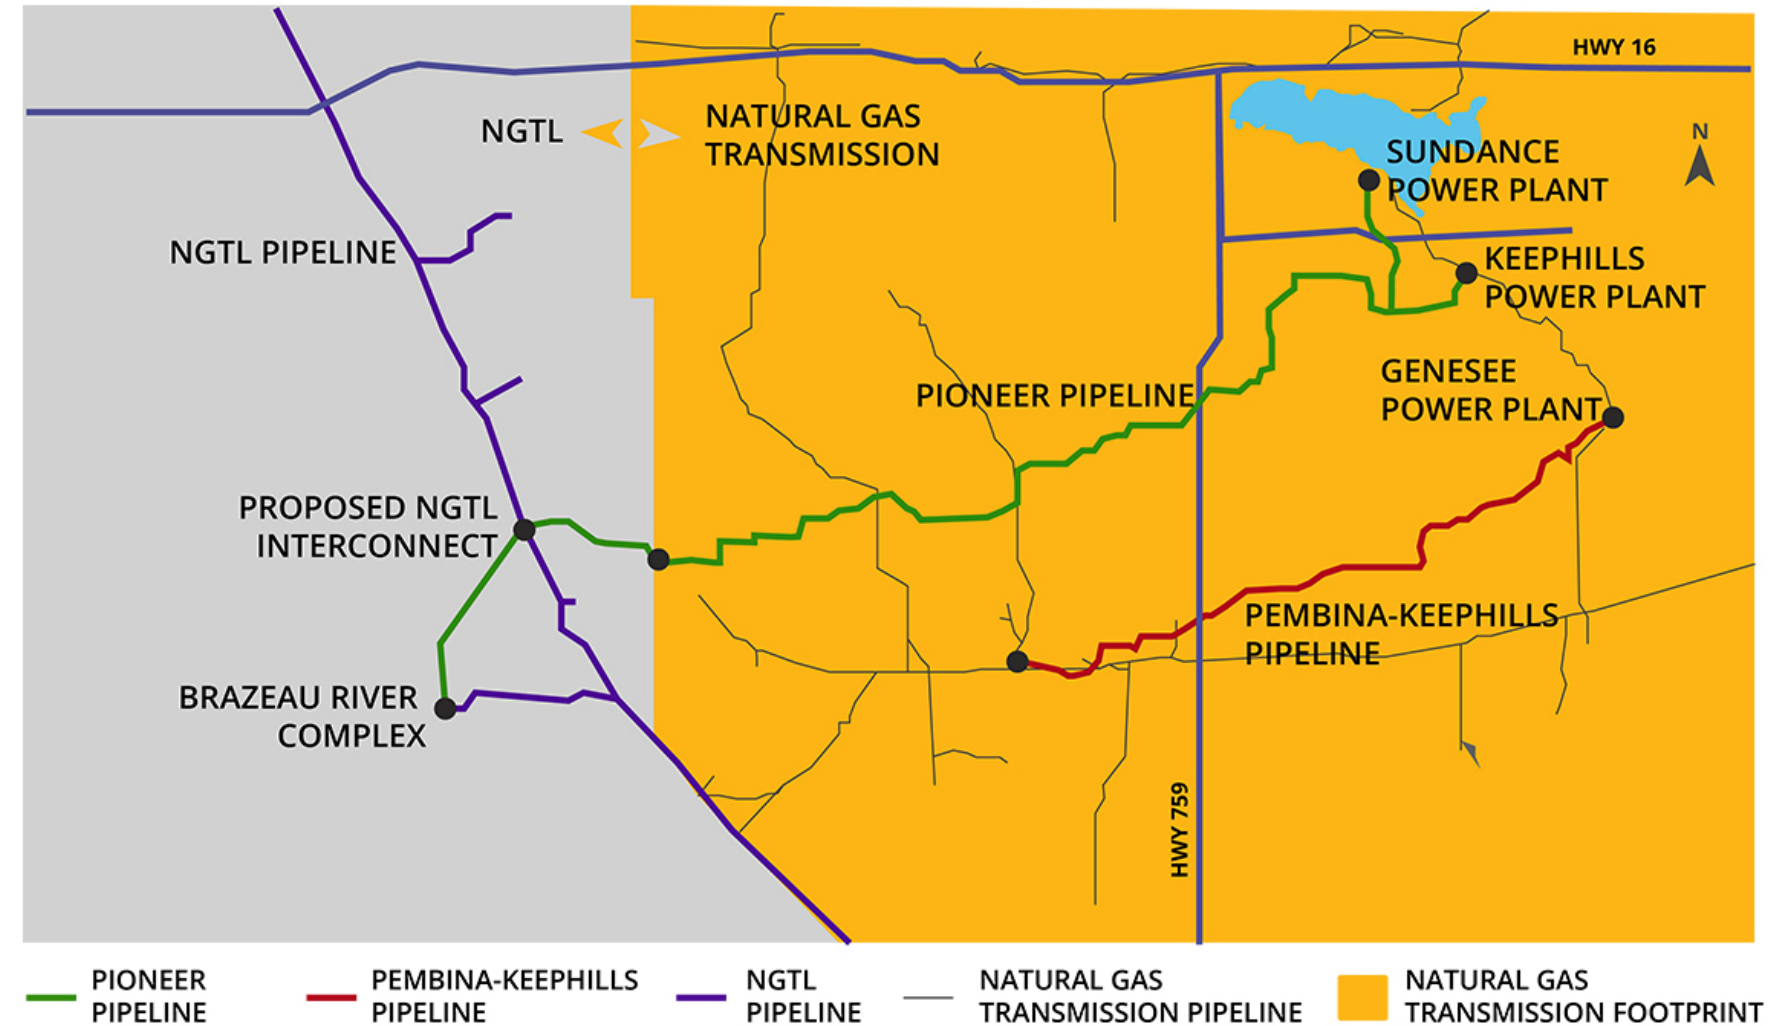 HWY 16
NGTL
NATURAL GAS
TRANSMISSION
N
SUNDANCE
POWER PLANT
NGTL PIPELINE
KEEPHILLS
POWER PLANT
PIONEER PIPELINE
GENESEE
POWER PLANT
PROPOSED NGTL
INTERCONNECT
PEMBINA-KEEPHILLS
PIPELINE
BRAZEAU RIVER
COMPLEX
HWY 759
PIONEER
PIPELINE
PEMBINA-KEEPHILLS
PIPELINE
NGTL
PIPELINE
NATURAL GAS
TRANSMISSION PIPELINE
NATURAL GAS
TRANSMISSION FOOTPRINT